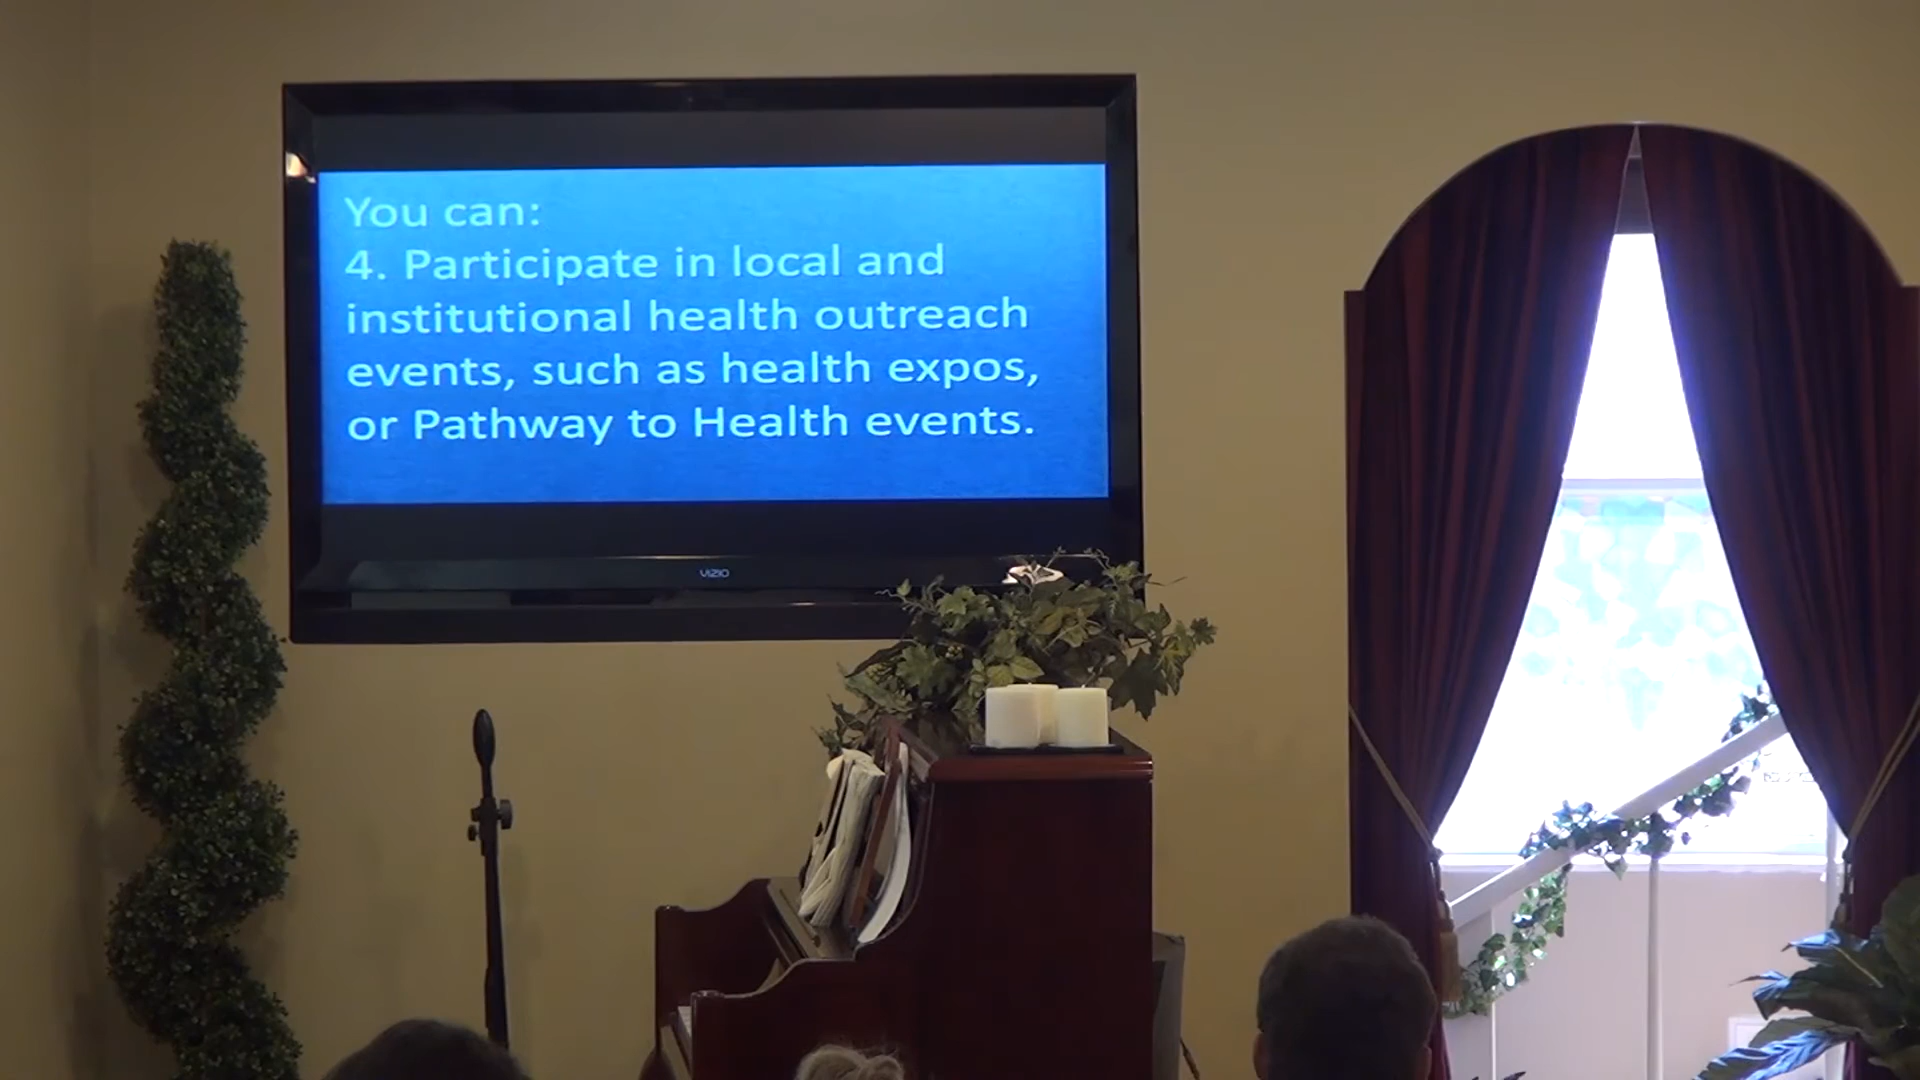 You can:
4. Participate in local and
institutional health outreach
events, such as health expos,
or Pathway to Health events.
VIZIO